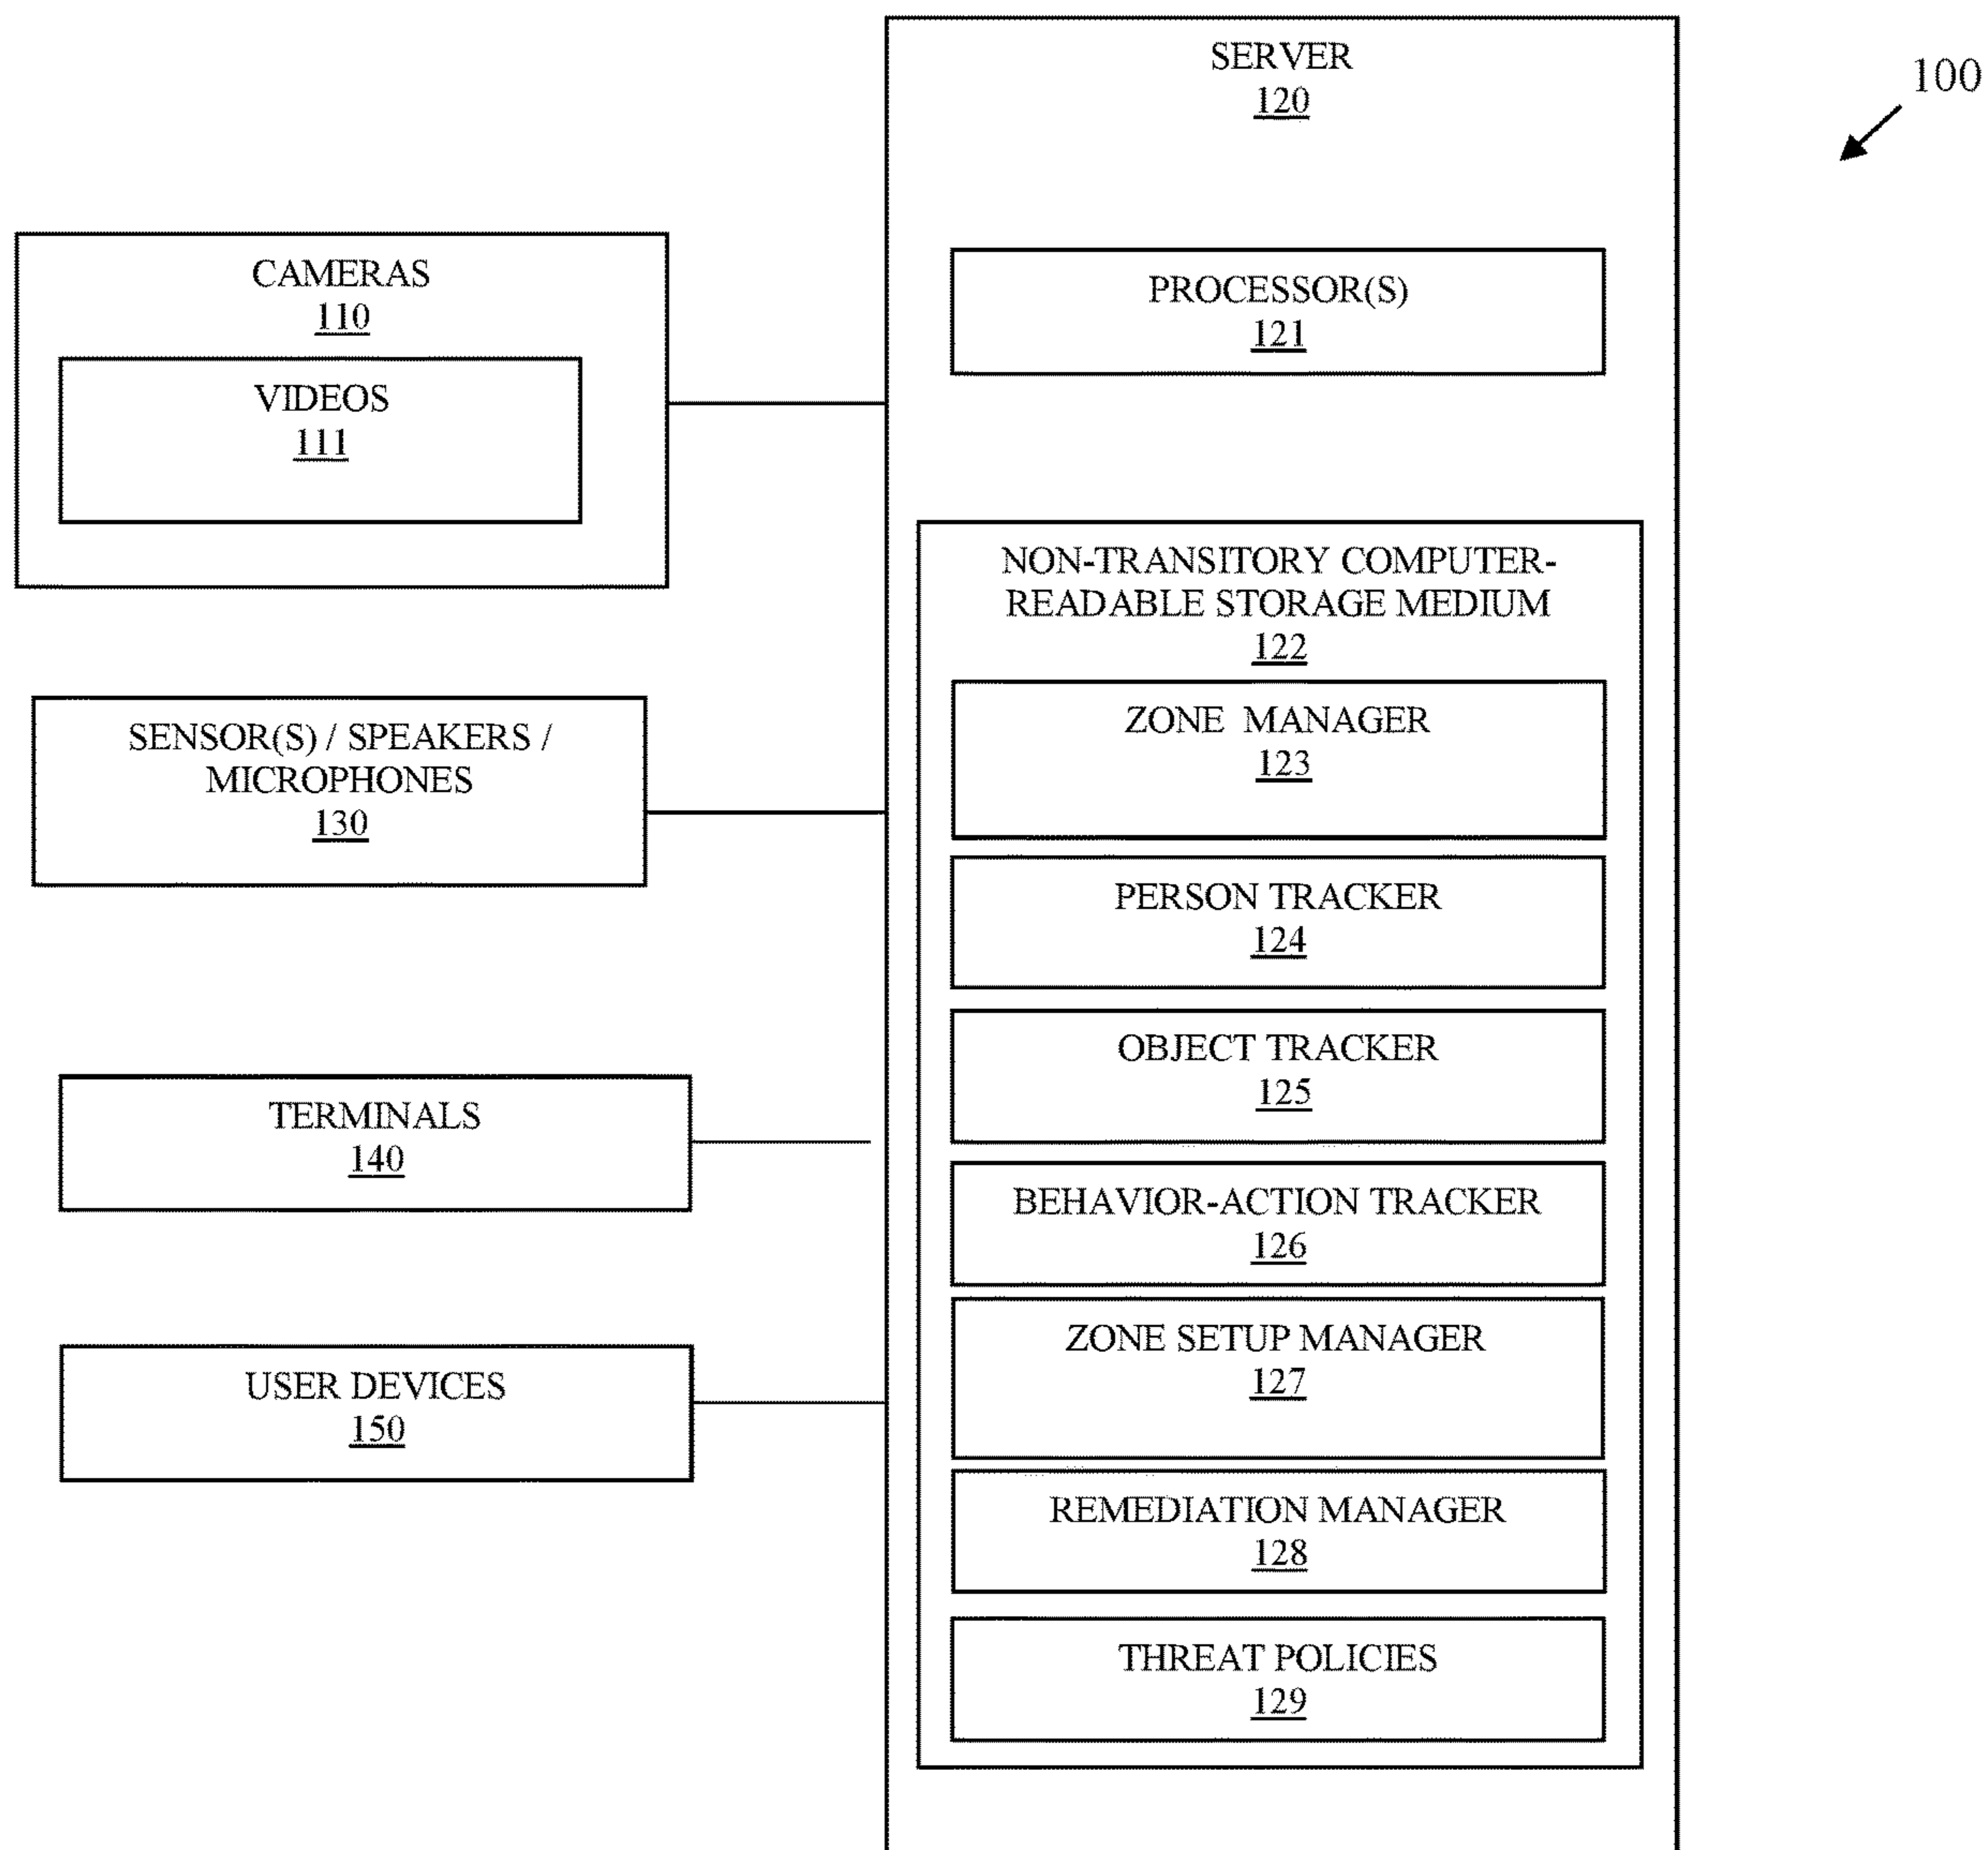 SERVER
120
100
CAMERAS
110
VIDEOS
111
PROCESSOR(S)
121
NON-TRANSITORY COMPUTER-
READABLE STORAGE MEDIUM
122
SENSOR(S) / SPEAKERS /
MICROPHONES
130
ZONE MANAGER
123
PERSON TRACKER
124
OBJECT TRACKER
125
TERMINALS
140
BEHAVIOR-ACTION TRACKER
126
ZONE SETUP MANAGER
127
USER DEVICES
150
REMEDIATION MANAGER
128
THREAT POLICIES
129